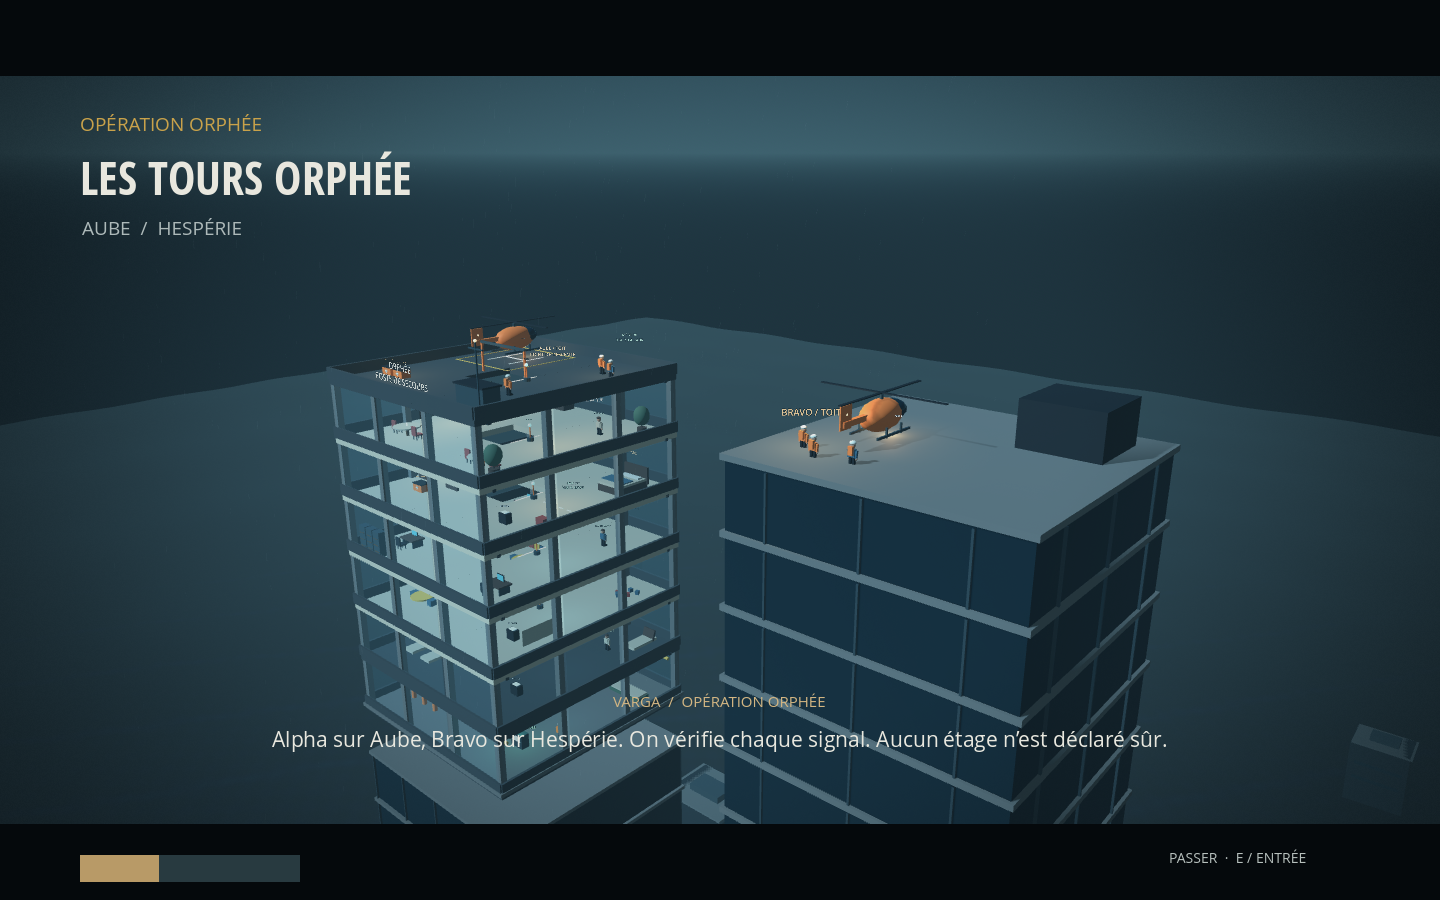 OPÉRATION ORPHÉE
LES TOURS ORPHÉE
AUBE / HESPÉRIE
ORPHÉE
BRAVO / TOIT
VARGA / OPÉRATION ORPHÉE
Alpha sur Aube, Bravo sur Hespérie. On vérifie chaque signal. Aucun étage n’est déclaré sûr.
PASSER · E / ENTRÉE